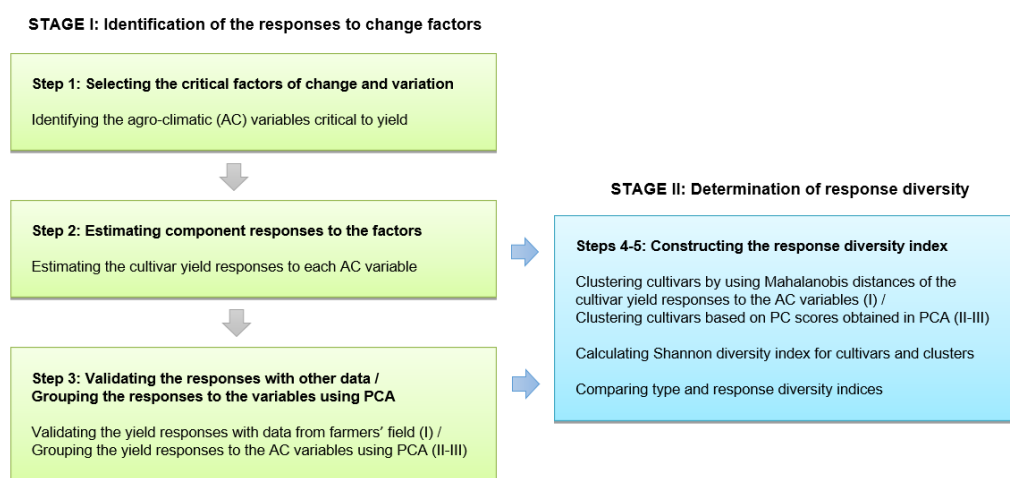 STAGE I: Identification of the responses to change factors
Step 1: Selecting the critical factors of change and variation
Identifying the agro-climatic (AC) variables critical to yield
Step 2: Estimating component responses to the factors
Estimating the cultivar yield responses to each AC variable
Step 3: Validating the responses with other data /
Grouping the responses to the variables using PCA
Validating the yield responses with data from farmers’ field (I) /
Grouping the yield responses to the AC variables using PCA (II-III)
STAGE II: Determination of response diversity
Steps 4-5: Constructing the response diversity index
Clustering cultivars by using Mahalanobis distances of the
cultivar yield responses to the AC variables (I) /
Clustering cultivars based on PC scores obtained in PCA (II-III)
Calculating Shannon diversity index for cultivars and clusters
Comparing type and response diversity indices